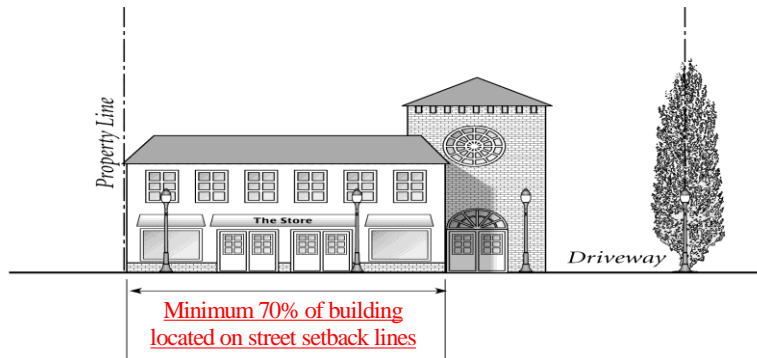 Property Line
The Store
Driveway
Minimum 70% of building
located on street setback lines